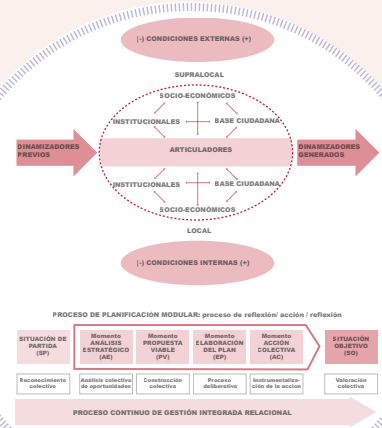 (-) CONDICIONES EXTERNAS (+)
SUPRALOCAL
SOCIO-ECONÓMICOS
INSTITUCIONALES
BASE CIUDADANA
DINAMIZADORES
PREVIOS
ARTICULADORES
DINAMIZADORES
GENERADOS
INSTITUCIONALES
BASE CIUDADANA
SOCIO-ECONÓMICOS
LOCAL
(-) CONDICIONES INTERNAS (+)
PROCESO DE PLANIFICACIÓN MODULAR: proceso de reflexión/ acción / reflexión
SITUACIÓN DE
PARTIDA
(SP)
Momento
ANÁLISIS
ESTRATÉGICO
(AE)
Momento
PROPUESTA
VIABLE
(PV)
Momento
ELABORACIÓN
DEL PLAN
(EP)
Momento
ACCIÓN
COLECTIVA
(AC)
SITUACIÓN
OBJETIVO
(SO)
Reconocimiento
colectivo
Análisis colectivo
de oportunidades
Construcción
colectiva
Proceso
deliberativo
Instrumentaliza-
ción de la accion
Valoración
colectiva
PROCESO CONTINUO DE GESTIÓN INTEGRADA RELACIONAL